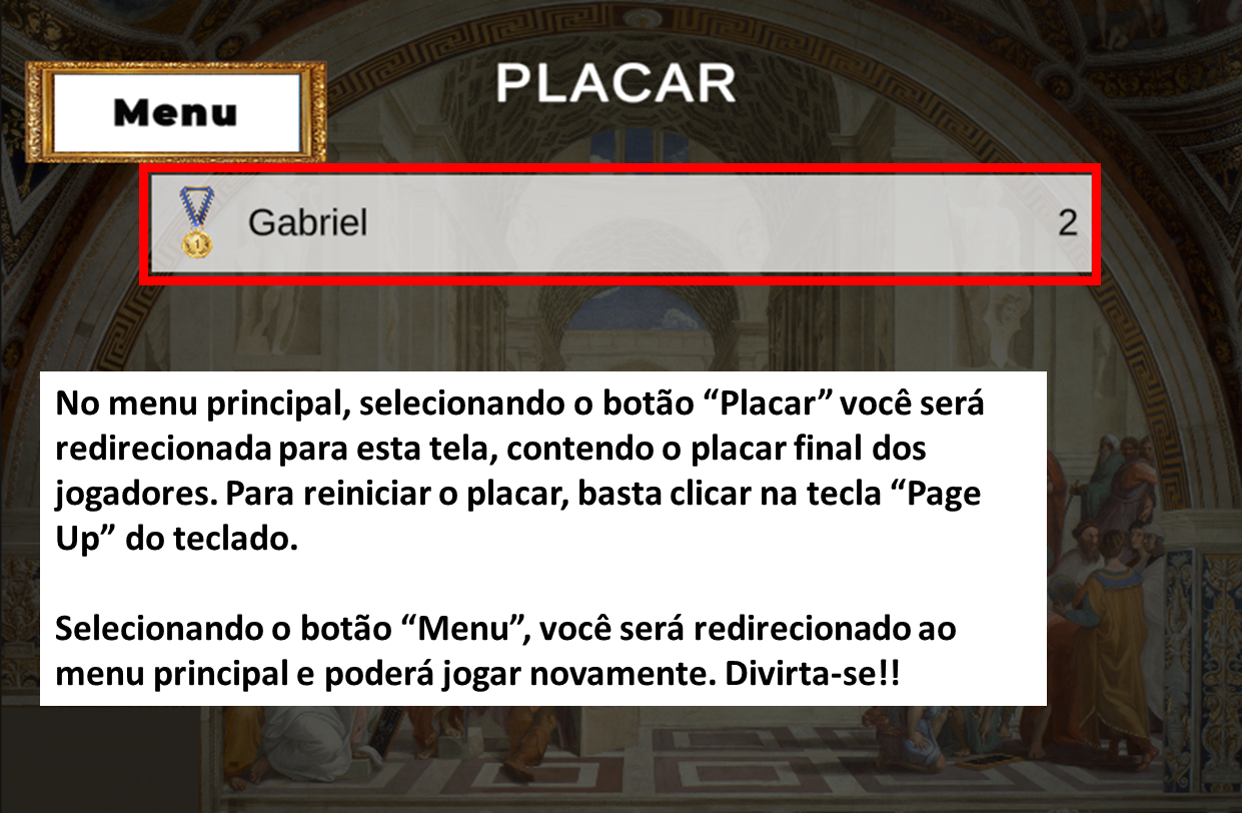 PLACAR
Menu
1
Gabriel 2
No menu principal, selecionando o botão “Placar” você será
redirecionada para esta tela, contendo o placar final dos
jogadores. Para reiniciar o placar, basta clicar na tecla “Page
Up” do teclado.
Selecionando o botão “Menu”, você será redirecionado ao
menu principal e poderá jogar novamente. Divirta-se!!